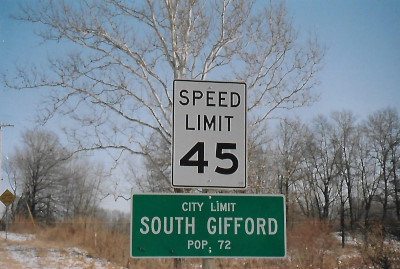 SPEED
LIMIT
45
CITY LIMIT
SOUTH GIFFORD
POP. 72